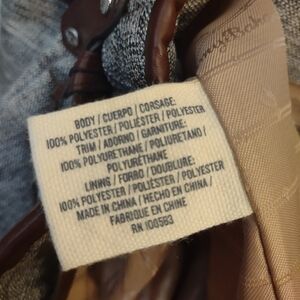 BODY / CUERPO / CORSAGE:
100% POLYESTER / POLIÉSTER / POLYESTER
TRIM / ADORNO / GARNITURE:
100% POLYURETHANE / POLIURETANO /
POLYURÉTHANE
LINING / FORRO / DOUBLURE:
100% POLYESTER / POLIÉSTER / POLYESTER
MADE IN CHINA / HECHO EN CHINA /
FABRIQUÉ EN CHINE
RN 100583